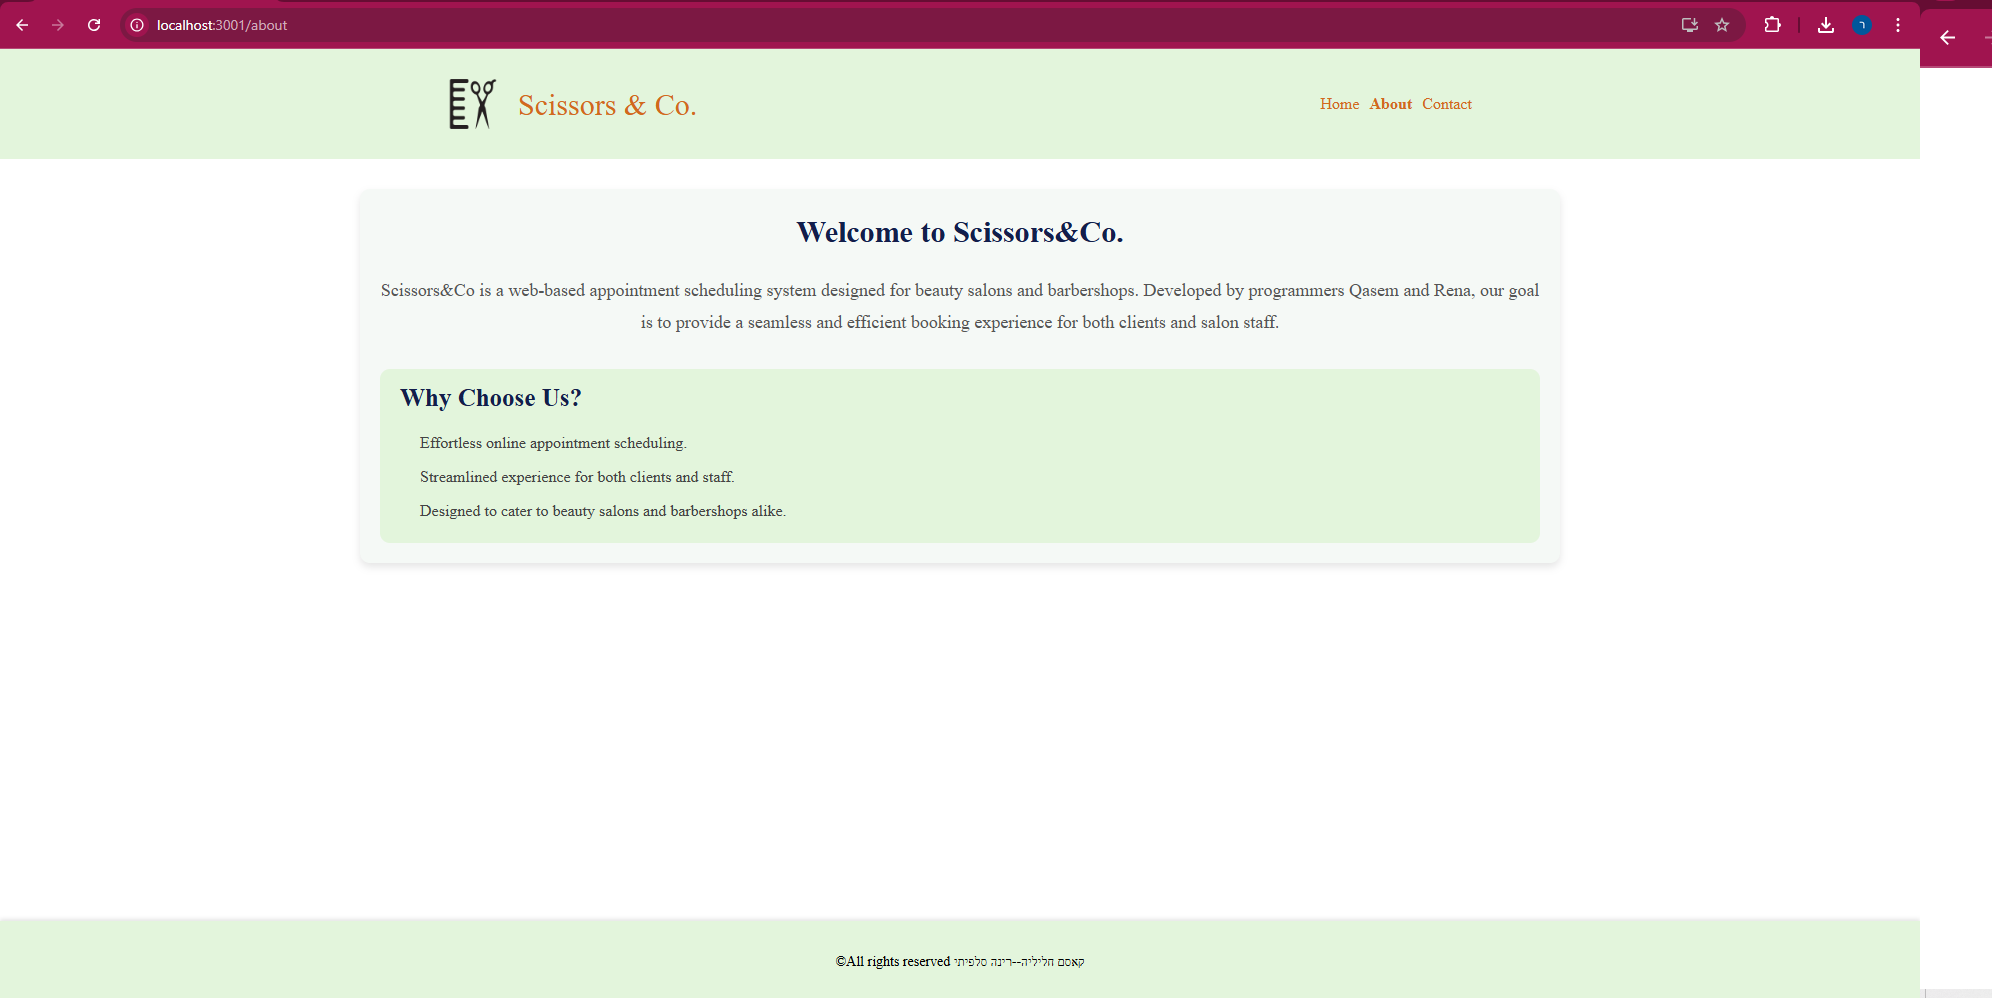 localhost:3001/about
Scissors & Co.
Home About Contact
Welcome to Scissors&Co.
Scissors&Co is a web-based appointment scheduling system designed for beauty salons and barbershops. Developed by programmers Qasem and Rena, our goal
is to provide a seamless and efficient booking experience for both clients and salon staff.
Why Choose Us?
Effortless online appointment scheduling.
Streamlined experience for both clients and staff.
Designed to cater to beauty salons and barbershops alike.
©All rights reserved קאסם חליליה--רינה סלפיתי